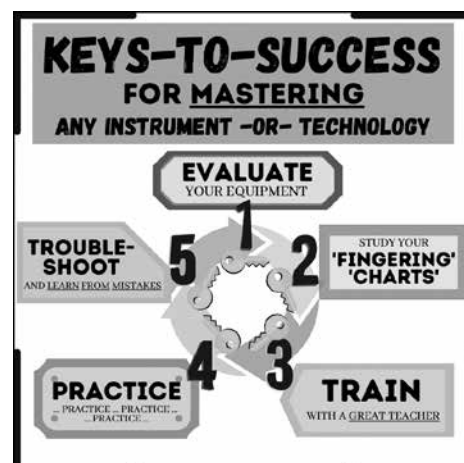 KEYS-TO-SUCCESS
FOR MASTERING
ANY INSTRUMENT -OR- TECHNOLOGY
1
EVALUATE
YOUR EQUIPMENT
2
STUDY YOUR
'FINGERING'
'CHARTS'
3
TRAIN
WITH A GREAT TEACHER
4
PRACTICE
... PRACTICE ... PRACTICE ...
... PRACTICE ...
5
TROUBLE-
SHOOT
AND LEARN FROM MISTAKES